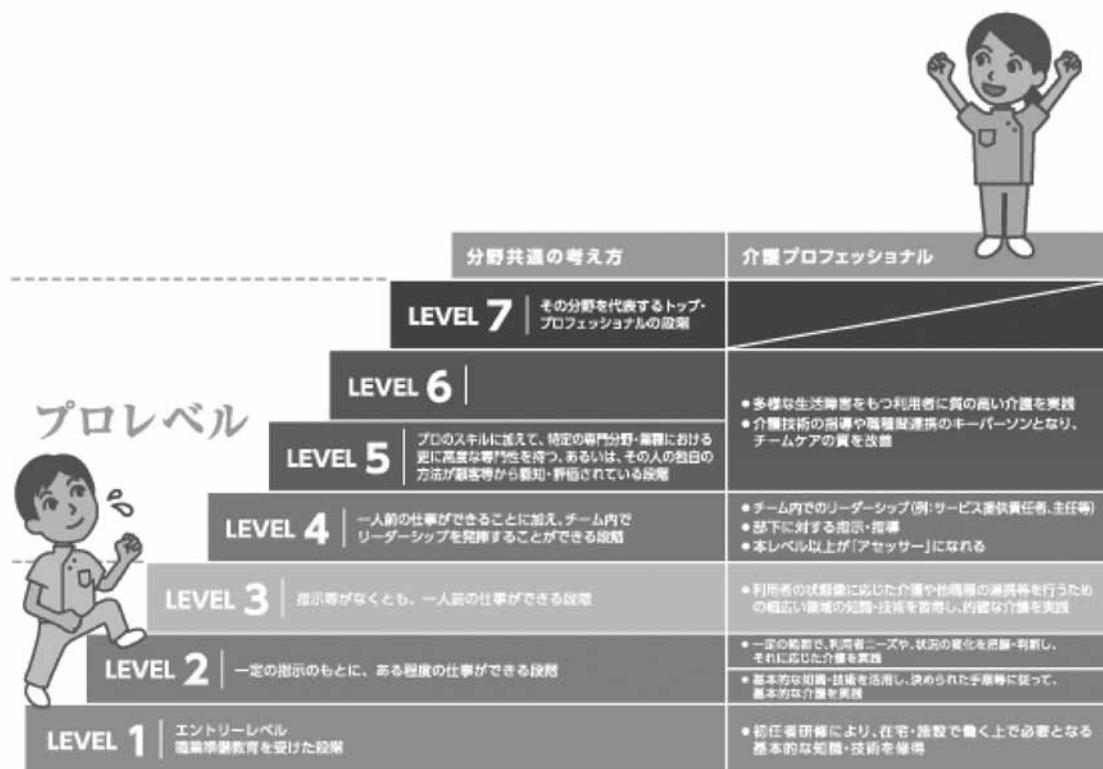 分野共通の考え方
介護プロフェッショナル
LEVEL 7
その分野を代表するトップ・
プロフェッショナルの段階
LEVEL 6
プロレベル
LEVEL 5
プロのスキルに加えて、特定の専門分野・業務における
更に高度な専門性を持つ、あるいは、その人の独自の
方法が顧客等から認知・評価されている段階
●多様な生活障害をもつ利用者に質の高い介護を実践
●介護技術の指導や職種間連携のキーパーソンとなり、
チームケアの質を改善
LEVEL 4
一人前の仕事ができることに加え、チーム内で
リーダーシップを発揮することができる段階
●チーム内でのリーダーシップ(例:サービス提供責任者、主任等)
●部下に対する指示・指導
●本レベル以上が「アセッサー」になれる
LEVEL 3
指示等がなくとも、一人前の仕事ができる段階
●利用者の状態像に応じた介護や他職種の連携等を行うため
の幅広い領域の知識・技術を習得し、的確な介護を実践
LEVEL 2
一定の指示のもとに、ある程度の仕事ができる段階
●一定の範囲で、利用者ニーズや、状況の変化を把握・判断し、
それに応じた介護を実践
●基本的な知識・技術を活用し、決められた手順等に従って、
基本的な介護を実践
LEVEL 1
エントリーレベル
職業準備教育を受けた段階
●初任者研修により、在宅・施設で働く上で必要となる
基本的な知識・技術を修得